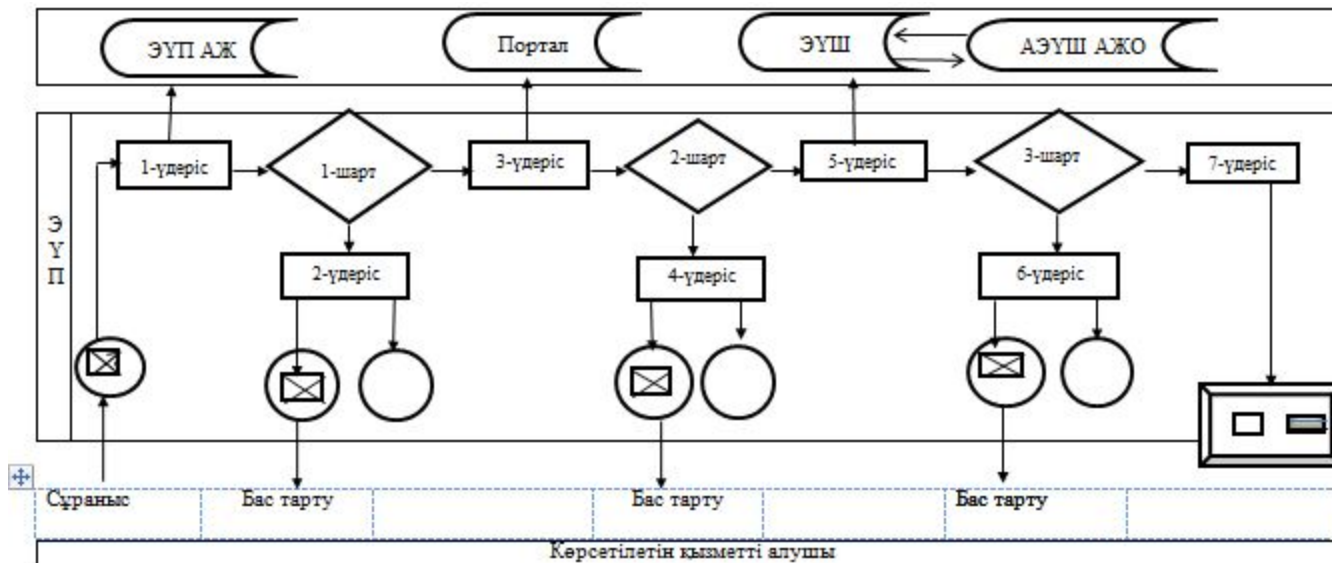 ЭҮП АЖ
Портал
ЭҮШ
АЭҮШ АЖО
1-үдеріс
1-шарт
3-үдеріс
2-шарт
5-үдеріс
3-шарт
7-үдеріс
ЭҮП
2-үдеріс
4-үдеріс
6-үдеріс
Сұраныс
Бас тарту
Бас тарту
Бас тарту
Көрсетілетін қызметті алушы